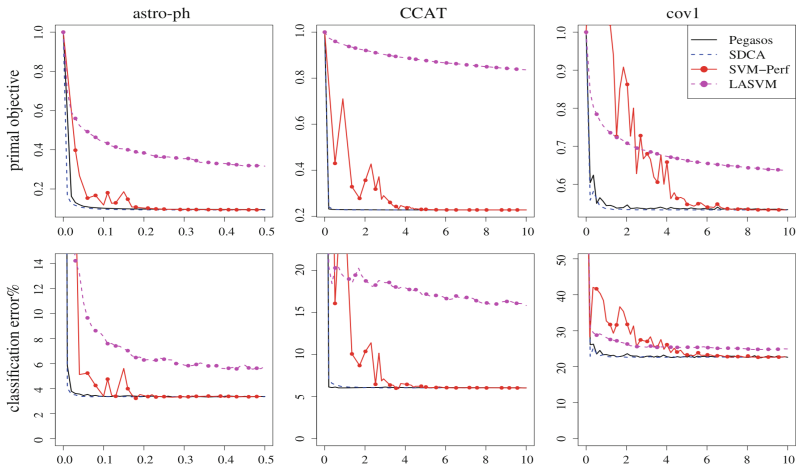 astro-ph CCAT cov1
primal objective
1.0
0.8
0.6
0.4
0.2
0.0 0.1 0.2 0.3 0.4 0.5
1.0
0.8
0.6
0.4
0.2
0 2 4 6 8 10
1.0
0.9
0.8
0.7
0.6
0 2 4 6 8 10
Pegasos
SDCA
SVM-Perf
LASVM
classification error%
14
12
10
8
6
4
2
0
0.0 0.1 0.2 0.3 0.4 0.5
20
15
10
5
0
0 2 4 6 8 10
50
40
30
20
10
0
0 2 4 6 8 10